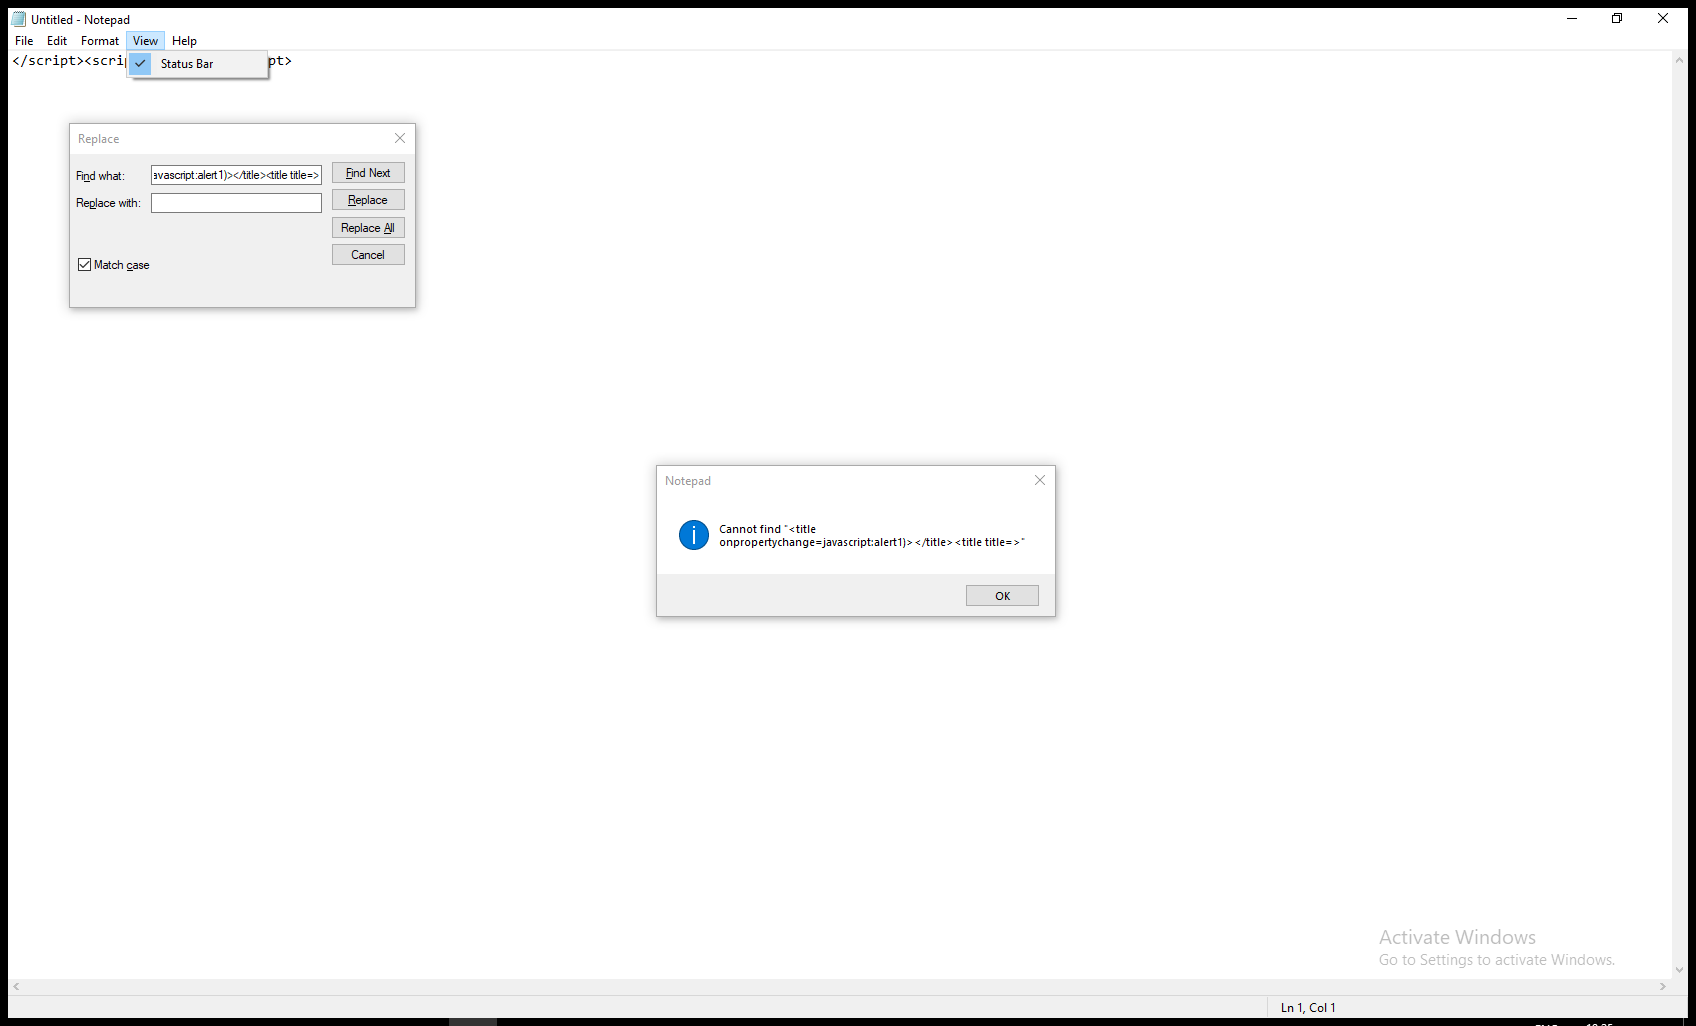 Untitled - Notepad
File Edit Format View Help
</script><scri
pt>
Status Bar
Replace
Find what:
avascript:alert1)></title><title title=>
Find Next
Replace with:
Replace
Replace All
Cancel
Match case
Notepad
Cannot find "<title
onpropertychange=javascript:alert1)></title><title title=>"
OK
Activate Windows
Go to Settings to activate Windows.
Ln 1, Col 1